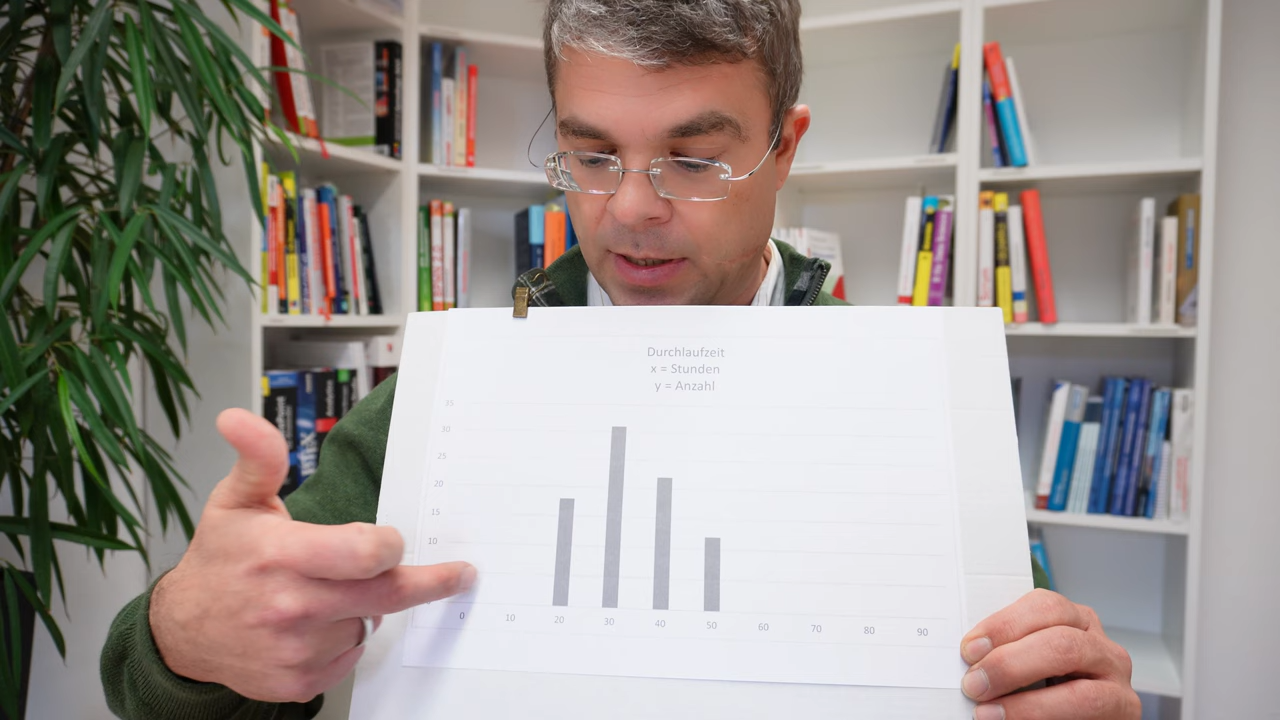 Durchlaufzeit
x = Stunden
y = Anzahl
35
30
25
20
15
10
0 10 20 30 40 50 60 70 80 90